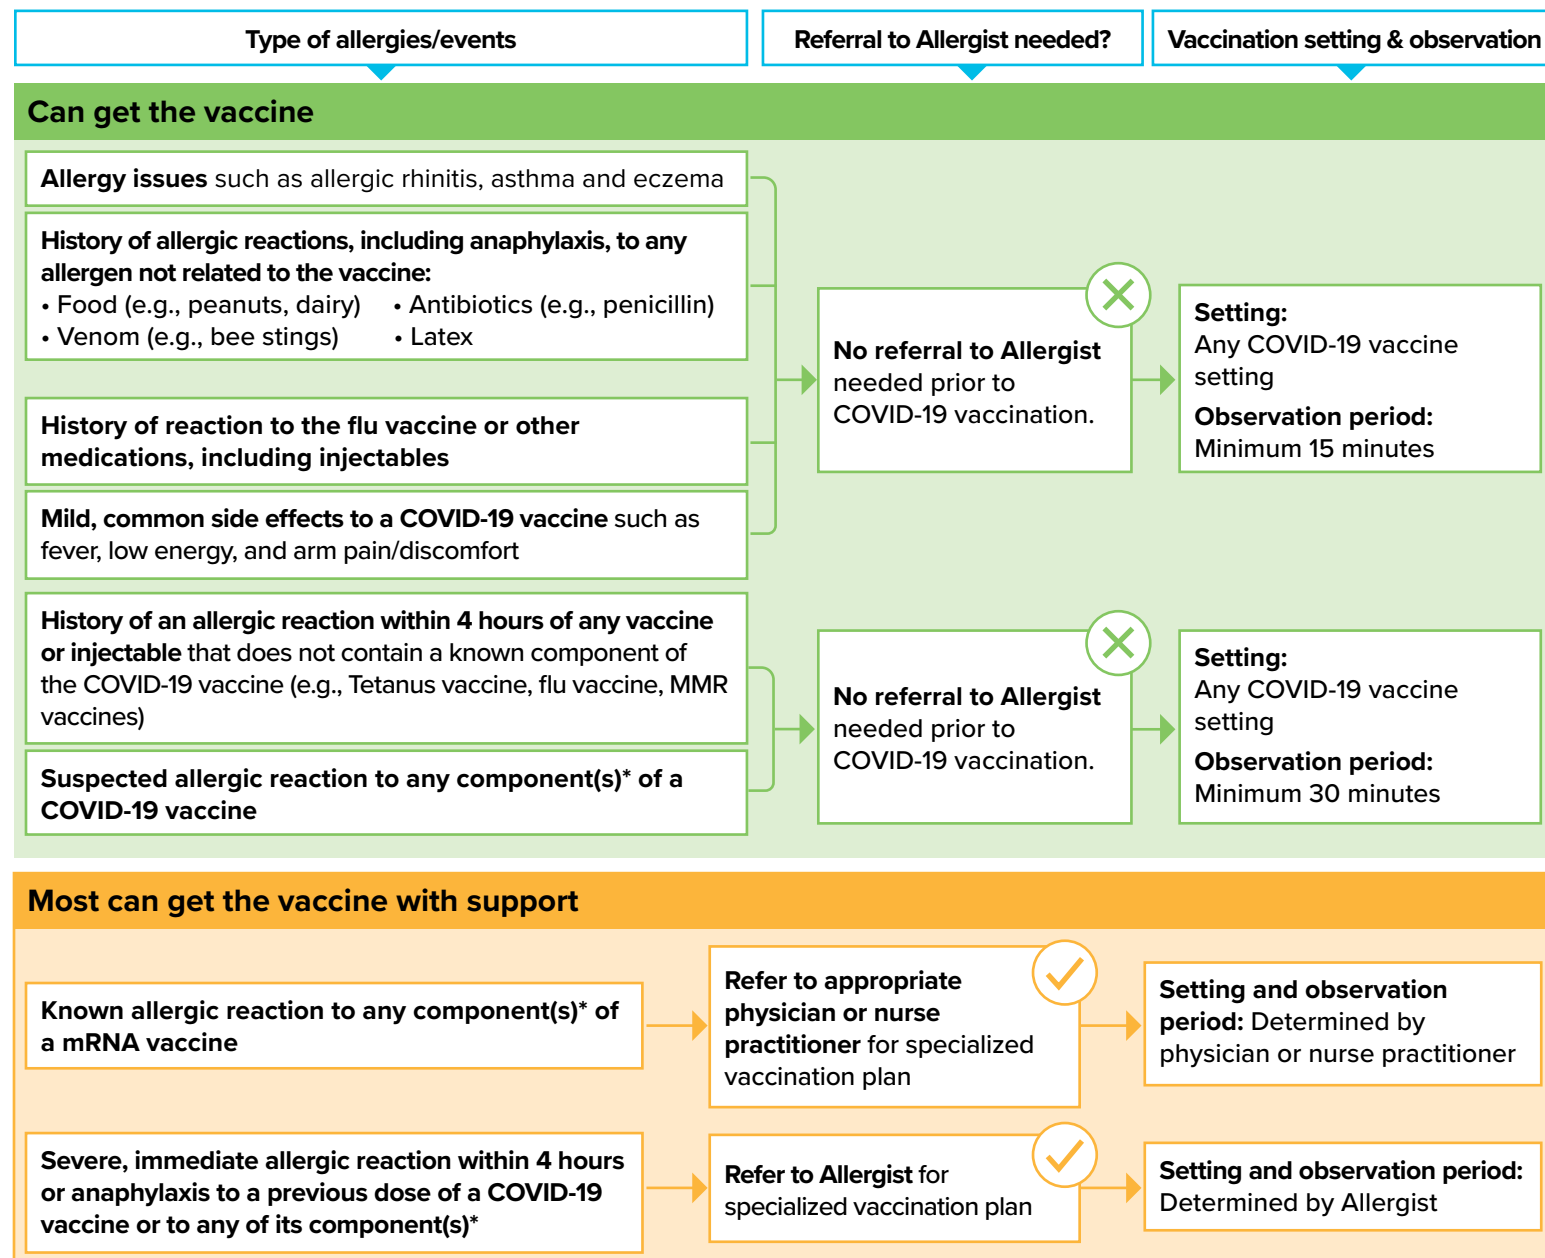 Type of allergies/events
Referral to Allergist needed?
Vaccination setting & observation
Can get the vaccine
Allergy issues such as allergic rhinitis, asthma and eczema
History of allergic reactions, including anaphylaxis, to any
allergen not related to the vaccine:
• Food (e.g., peanuts, dairy) • Antibiotics (e.g., penicillin)
• Venom (e.g., bee stings) • Latex
History of reaction to the flu vaccine or other
medications, including injectables
Mild, common side effects to a COVID-19 vaccine such as
fever, low energy, and arm pain/discomfort
No referral to Allergist
needed prior to
COVID-19 vaccination.
Setting:
Any COVID-19 vaccine
setting
Observation period:
Minimum 15 minutes
History of an allergic reaction within 4 hours of any vaccine
or injectable that does not contain a known component of
the COVID-19 vaccine (e.g., Tetanus vaccine, flu vaccine, MMR
vaccines)
Suspected allergic reaction to any component(s)* of a
COVID-19 vaccine
No referral to Allergist
needed prior to
COVID-19 vaccination.
Setting:
Any COVID-19 vaccine
setting
Observation period:
Minimum 30 minutes
Most can get the vaccine with support
Known allergic reaction to any component(s)* of
a mRNA vaccine
Refer to appropriate
physician or nurse
practitioner for specialized
vaccination plan
Setting and observation
period: Determined by
physician or nurse practitioner
Severe, immediate allergic reaction within 4 hours
or anaphylaxis to a previous dose of a COVID-19
vaccine or to any of its component(s)*
Refer to Allergist for
specialized vaccination plan
Setting and observation period:
Determined by Allergist